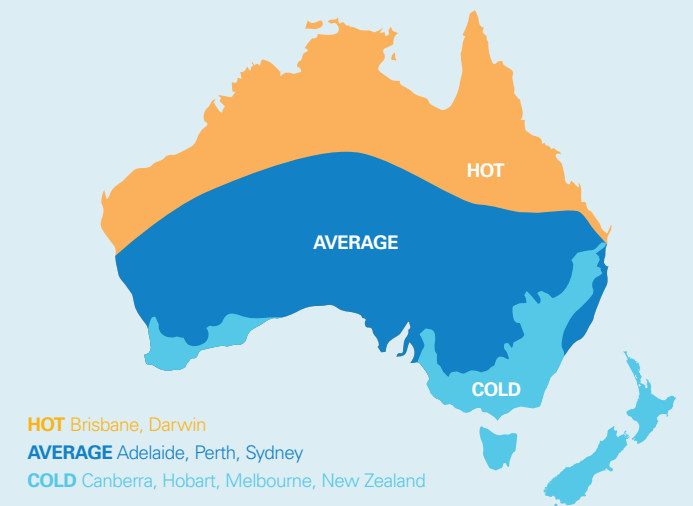 HOT
AVERAGE
COLD
HOT Brisbane, Darwin
AVERAGE Adelaide, Perth, Sydney
COLD Canberra, Hobart, Melbourne, New Zealand